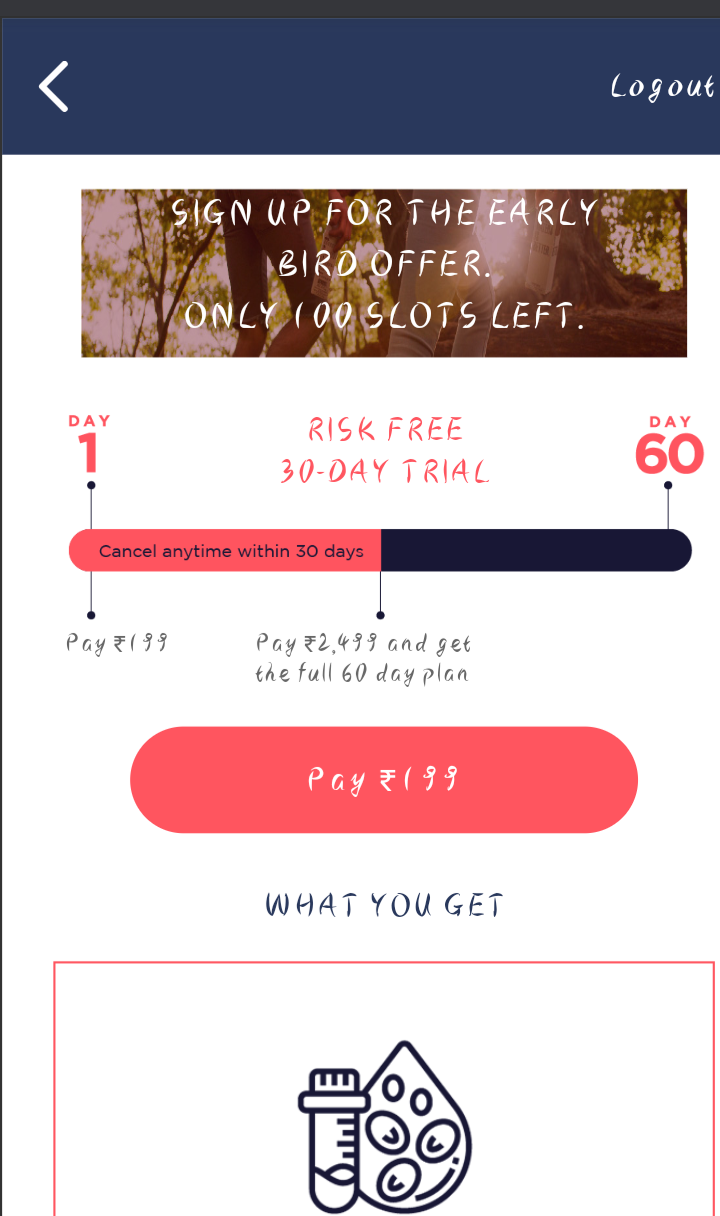 Logout
SIGN UP FOR THE EARLY
BIRD OFFER.
ONLY 100 SLOTS LEFT.
DAY
1
RISK FREE
30-DAY TRIAL
DAY
60
Cancel anytime within 30 days
Pay ₹199
Pay ₹2,499 and get
the full 60 day plan
Pay ₹199
WHAT YOU GET